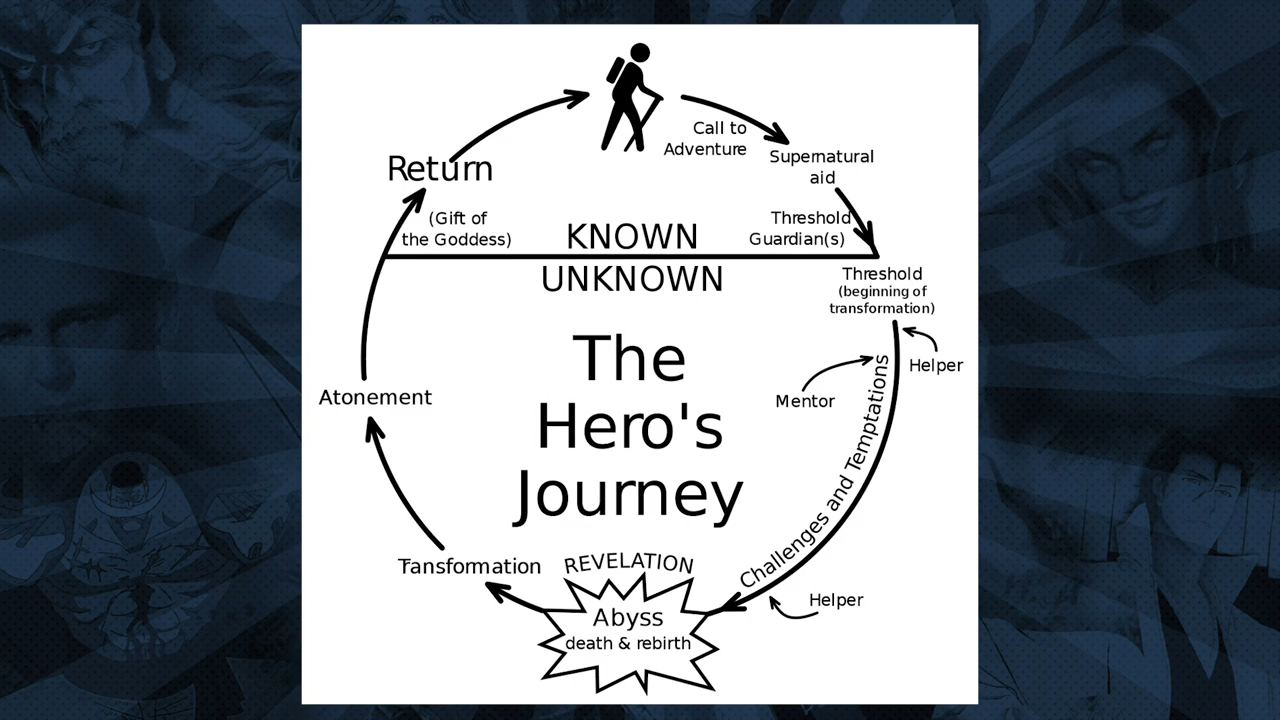 Call to
Adventure
Supernatural
aid
Return
(Gift of
the Goddess)
KNOWN
Threshold
Guardian(s)
UNKNOWN
Threshold
(beginning of
transformation)
The
Hero's
Journey
Helper
Mentor
Challenges and Temptations
Helper
REVELATION
Abyss
death & rebirth
Tansformation
Atonement